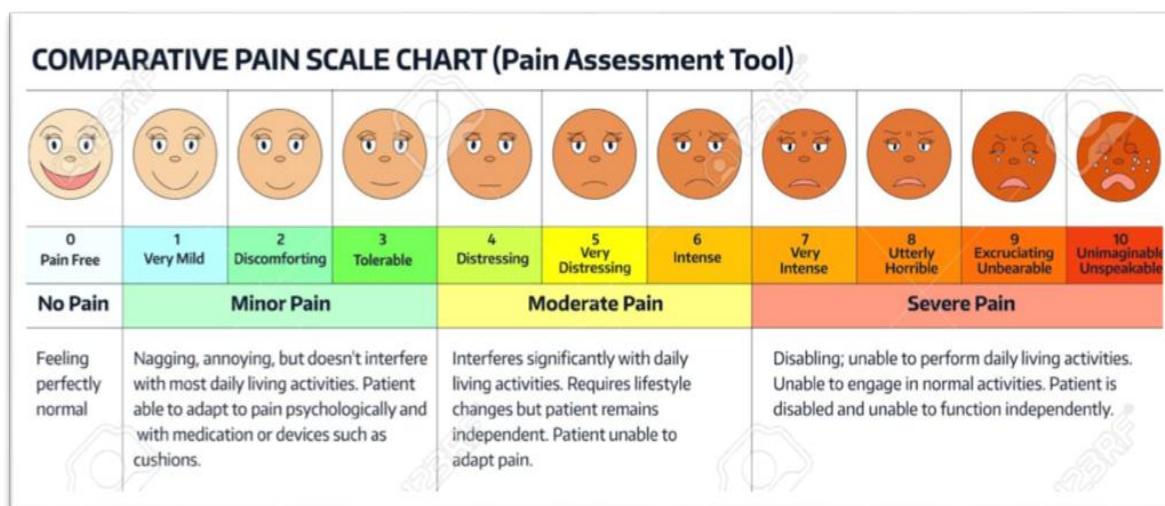 COMPARATIVE PAIN SCALE CHART (Pain Assessment Tool)
0
Pain Free
1
Very Mild
2
Discomforting
3
Tolerable
4
Distressing
5
Very
Distressing
6
Intense
7
Very
Intense
8
Utterly
Horrible
9
Excruciating
Unbearable
10
Unimaginable
Unspeakable
No Pain
Minor Pain
Moderate Pain
Severe Pain
Feeling
perfectly
normal
Nagging, annoying, but doesn't interfere
with most daily living activities. Patient
able to adapt to pain psychologically and
with medication or devices such as
cushions.
Interferes significantly with daily
living activities. Requires lifestyle
changes but patient remains
independent. Patient unable to
adapt pain.
Disabling; unable to perform daily living activities.
Unable to engage in normal activities. Patient is
disabled and unable to function independently.
123RF
123RF
123RF
123RF